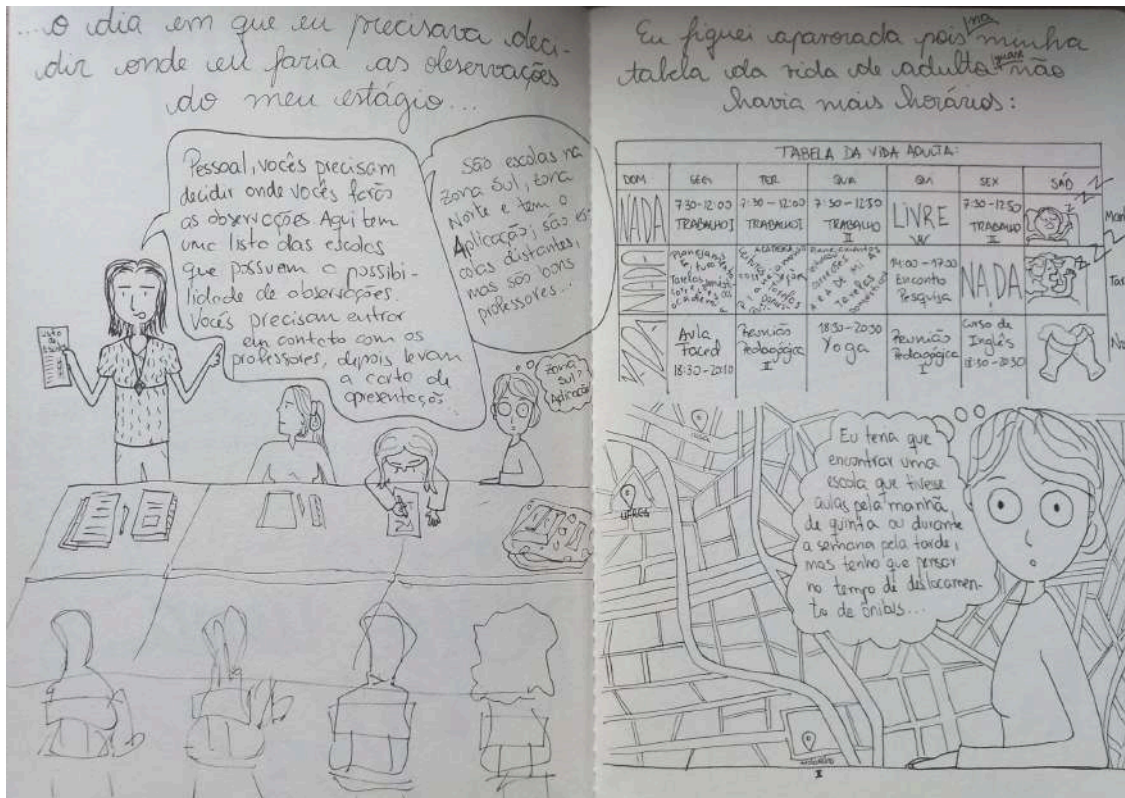 ...o dia em que eu precisava deci-
dir onde eu faria as observações
do meu estágio...
Pessoal, vocês precisam
decidir onde vocês farão
as observações. Aqui tem
uma lista das escolas
que possuem a possibi-
lidade de observações.
Vocês precisam entrar
em contato com os
professores, depois levam
a carta de
apresentação...
São escolas na
zona Sul, zona
Norte e tem o
Aplicação, são es-
colas distantes,
mas são bons
professores...
Zona
Sul?
Aplicação
Eu fiquei apavorada pois na minha
tabela da vida de adulta quase não
havia mais horários:
TABELA DA VIDA ADULTA:
DOM SEG TER QUA QUI SEX SÁB
NADA
7:30-12:00
TRABALHO I
7:30-12:00
TRABALHO I
7:30-12:50
TRABALHO
II
LIVRE
7:30-12:50
TRABALHO
II
NADA
14:00-17:30
Encontro
Pesquisa
NADA
Aula
Faced
18:30-20:10
Reunião
Pedagógica
II
18:30-20:30
Yoga
Reunião
Pedagógica
I
Curso de
Inglês
18:30-20:30
Eu teria que
encontrar uma
escola que tivesse
aulas pela manhã
de quinta ou durante
a semana pela tarde,
mas tenho que pensar
no tempo de deslocamen-
to de ônibus...
UFRGS